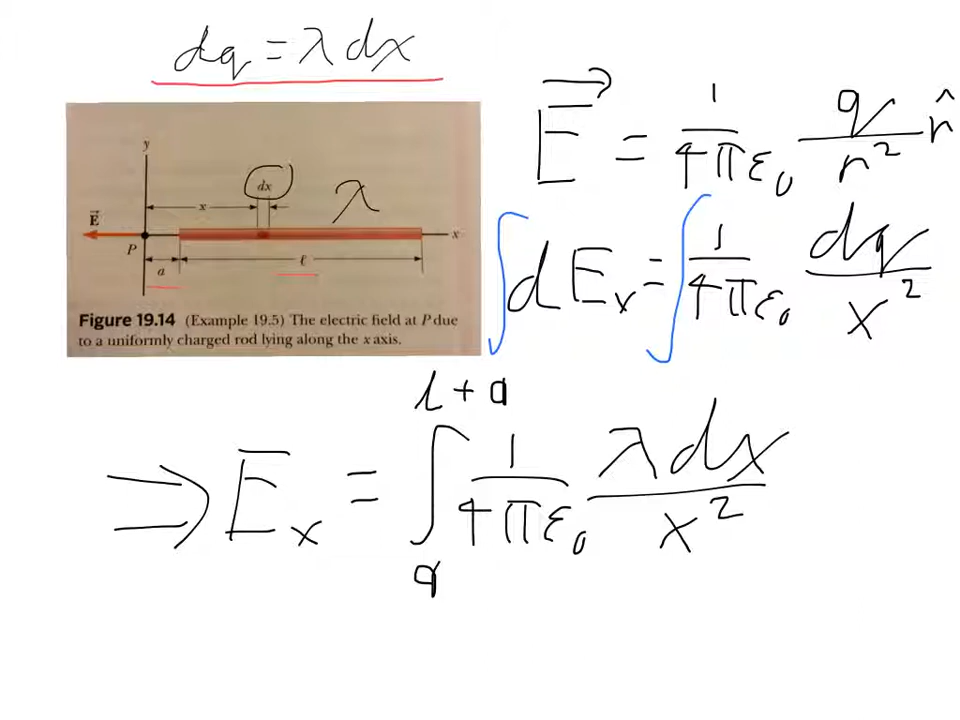 dq = λ dx
E⃗ = 1/4πε₀ q/r² r̂
y
dx
λ
x
E⃗
x
P
a
ℓ
∫dEₓ = ∫ 1/4πε₀ dq/x²
Figure 19.14 (Example 19.5) The electric field at P due
to a uniformly charged rod lying along the x axis.
l + a
⇒ Eₓ = ∫ 1/4πε₀ λdx/x²
a